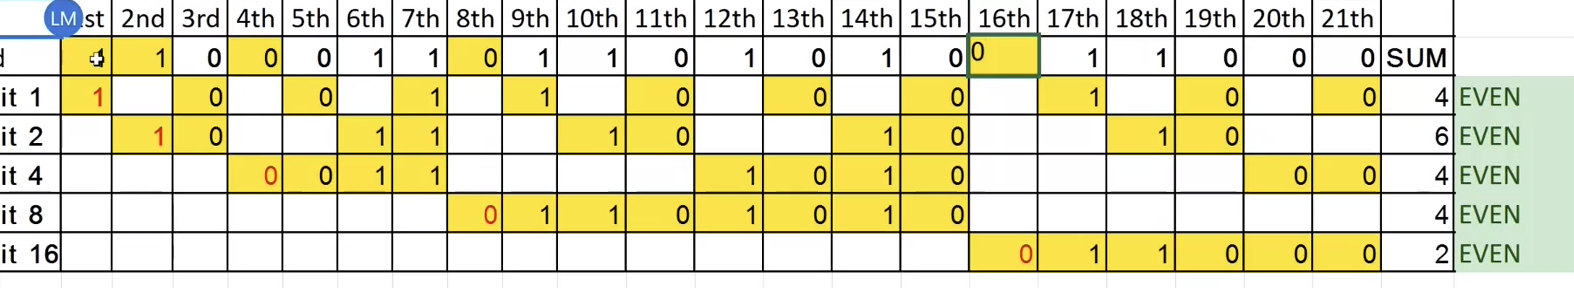 LM st 2nd 3rd 4th 5th 6th 7th 8th 9th 10th 11th 12th 13th 14th 15th 16th 17th 18th 19th 20th 21th
d 1 0 0 0 1 1 0 1 1 0 1 0 1 0 0 1 1 0 0 0 SUM
it 1 1 0 0 1 1 0 0 0 1 0 0 4 EVEN
it 2 1 0 1 1 1 0 1 0 1 0 6 EVEN
it 4 0 0 1 1 1 0 1 0 0 0 4 EVEN
it 8 0 1 1 0 1 0 1 0 4 EVEN
it 16 0 1 1 0 0 0 2 EVEN